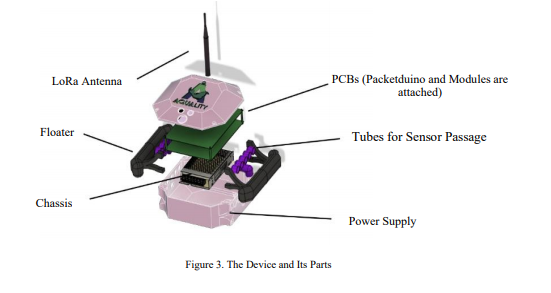 LoRa Antenna
PCBs (Packetduino and Modules are
attached)
AQUALITY
Floater
Tubes for Sensor Passage
Chassis
Power Supply
Figure 3. The Device and Its Parts